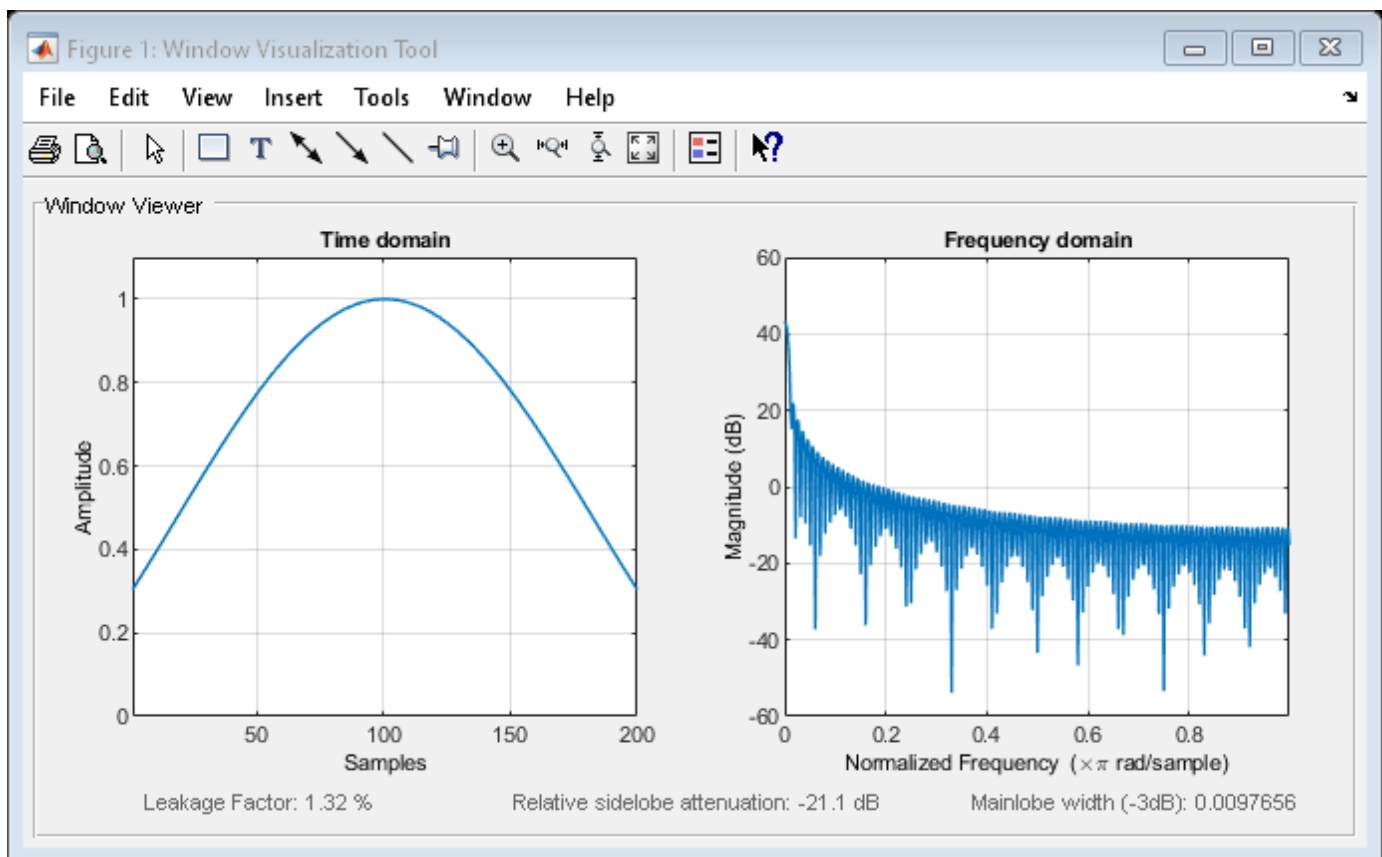 Figure 1: Window Visualization Tool
File Edit View Insert Tools Window Help
T
?
Window Viewer
Time domain
1
0.8
0.6
0.4
0.2
0
Amplitude
50 100 150 200
Samples
Frequency domain
60
40
20
0
-20
-40
-60
Magnitude (dB)
0 0.2 0.4 0.6 0.8
Normalized Frequency (×π rad/sample)
Leakage Factor: 1.32 % Relative sidelobe attenuation: -21.1 dB Mainlobe width (-3dB): 0.0097656